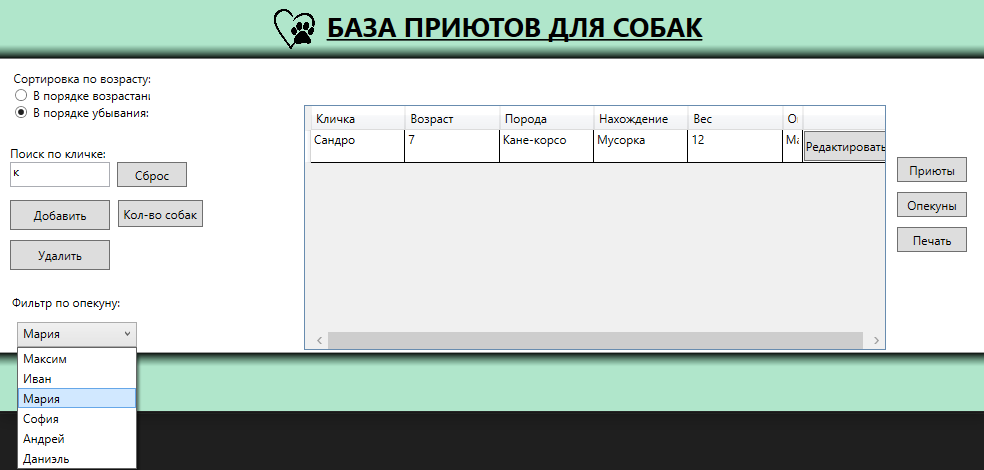 БАЗА ПРИЮТОВ ДЛЯ СОБАК
Сортировка по возрасту:
В порядке возрастани
В порядке убывания:
Поиск по кличке:
к
Сброс
Добавить
Кол-во собак
Удалить
Фильтр по опекуну:
Мария
Максим
Иван
Мария
София
Андрей
Даниэль
Кличка Возраст Порода Нахождение Вес О
Сандро 7 Кане-корсо Мусорка 12 Ма Редактировать
Приюты
Опекуны
Печать